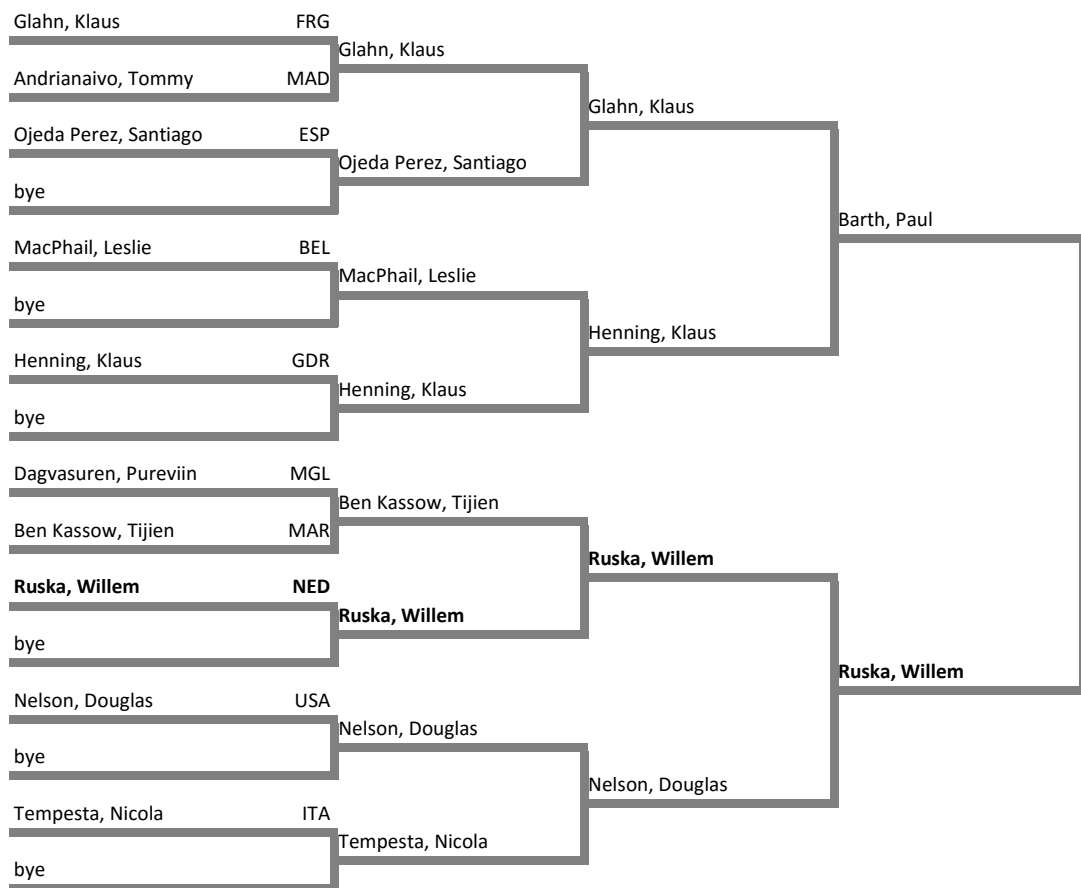 Glahn, Klaus FRG
Glahn, Klaus
Andrianaivo, Tommy MAD
Glahn, Klaus
Ojeda Perez, Santiago ESP
Ojeda Perez, Santiago
bye
Barth, Paul
MacPhail, Leslie BEL
MacPhail, Leslie
bye
Henning, Klaus
Henning, Klaus GDR
Henning, Klaus
bye
Dagvasuren, Pureviin MGL
Ben Kassow, Tijien
Ben Kassow, Tijien MAR
Ruska, Willem
Ruska, Willem NED
Ruska, Willem
bye
Ruska, Willem
Nelson, Douglas USA
Nelson, Douglas
bye
Nelson, Douglas
Tempesta, Nicola ITA
Tempesta, Nicola
bye